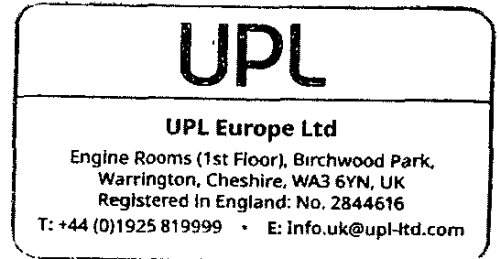 UPL
UPL Europe Ltd
Engine Rooms (1st Floor), Birchwood Park,
Warrington, Cheshire, WA3 6YN, UK
Registered in England: No. 2844616
T: +44 (0)1925 819999 • E: Info.uk@upl-ltd.com